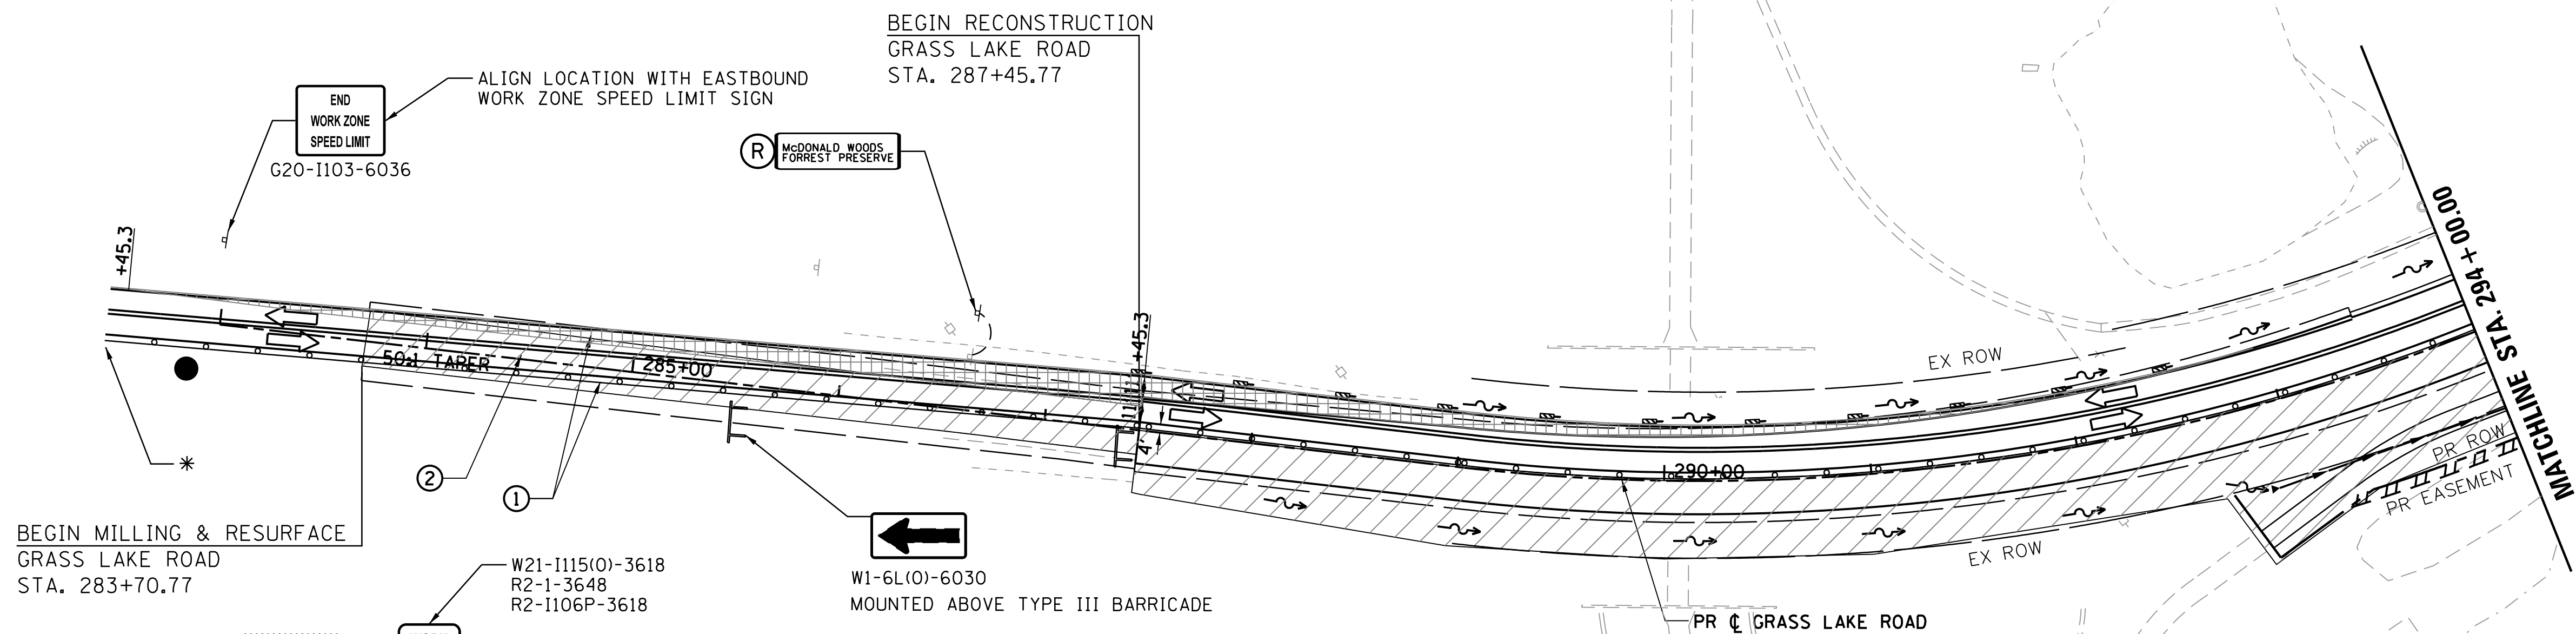 BEGIN RECONSTRUCTION
GRASS LAKE ROAD
STA. 287+45.77
ALIGN LOCATION WITH EASTBOUND
WORK ZONE SPEED LIMIT SIGN
END
WORK ZONE
SPEED LIMIT
G20-I103-6036
R
McDONALD WOODS
FORREST PRESERVE
+45.3
+45.3
50:1 TAPER
285+00
290+00
EX ROW
MATCHLINE STA. 294+00.00
PR ROW
PR EASEMENT
EX ROW
2
1
BEGIN MILLING & RESURFACE
GRASS LAKE ROAD
STA. 283+70.77
W21-I115(O)-3618
R2-1-3648
R2-I106P-3618
W1-6L(O)-6030
MOUNTED ABOVE TYPE III BARRICADE
PR ℄ GRASS LAKE ROAD
4'